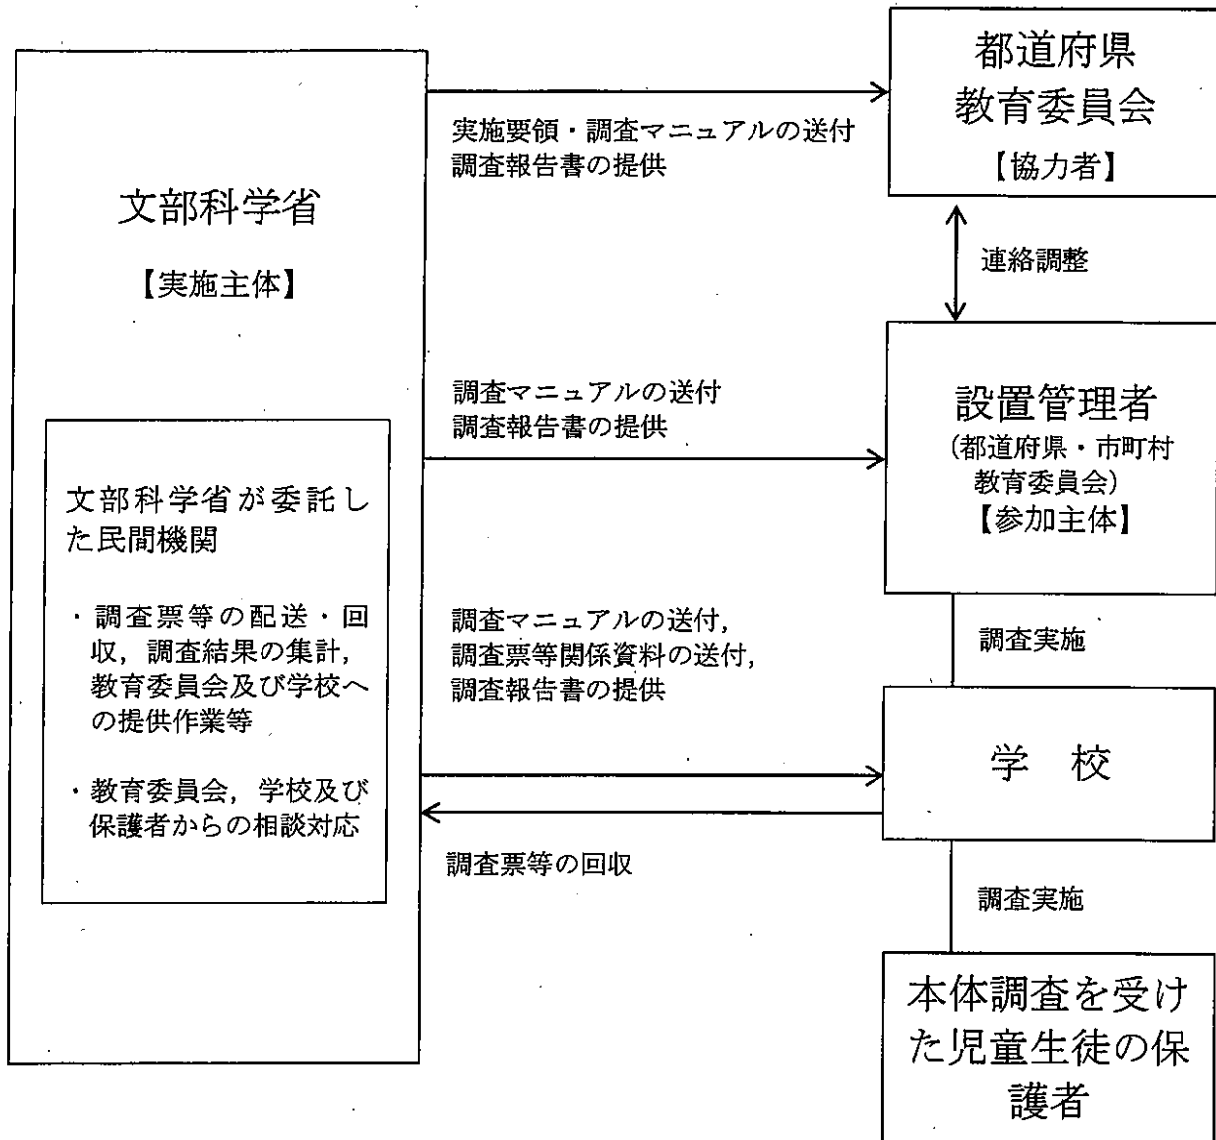 都道府県
教育委員会
【協力者】
実施要領・調査マニュアルの送付
調査報告書の提供
文部科学省
【実施主体】
連絡調整
調査マニュアルの送付
調査報告書の提供
設置管理者
(都道府県・市町村
教育委員会)
【参加主体】
文部科学省が委託し
た民間機関
・調査票等の配送・回
収,調査結果の集計,
教育委員会及び学校へ
の提供作業等
・教育委員会,学校及び
保護者からの相談対応
調査マニュアルの送付,
調査票等関係資料の送付,
調査報告書の提供
調査実施
学 校
調査票等の回収
調査実施
本体調査を受け
た児童生徒の保
護者